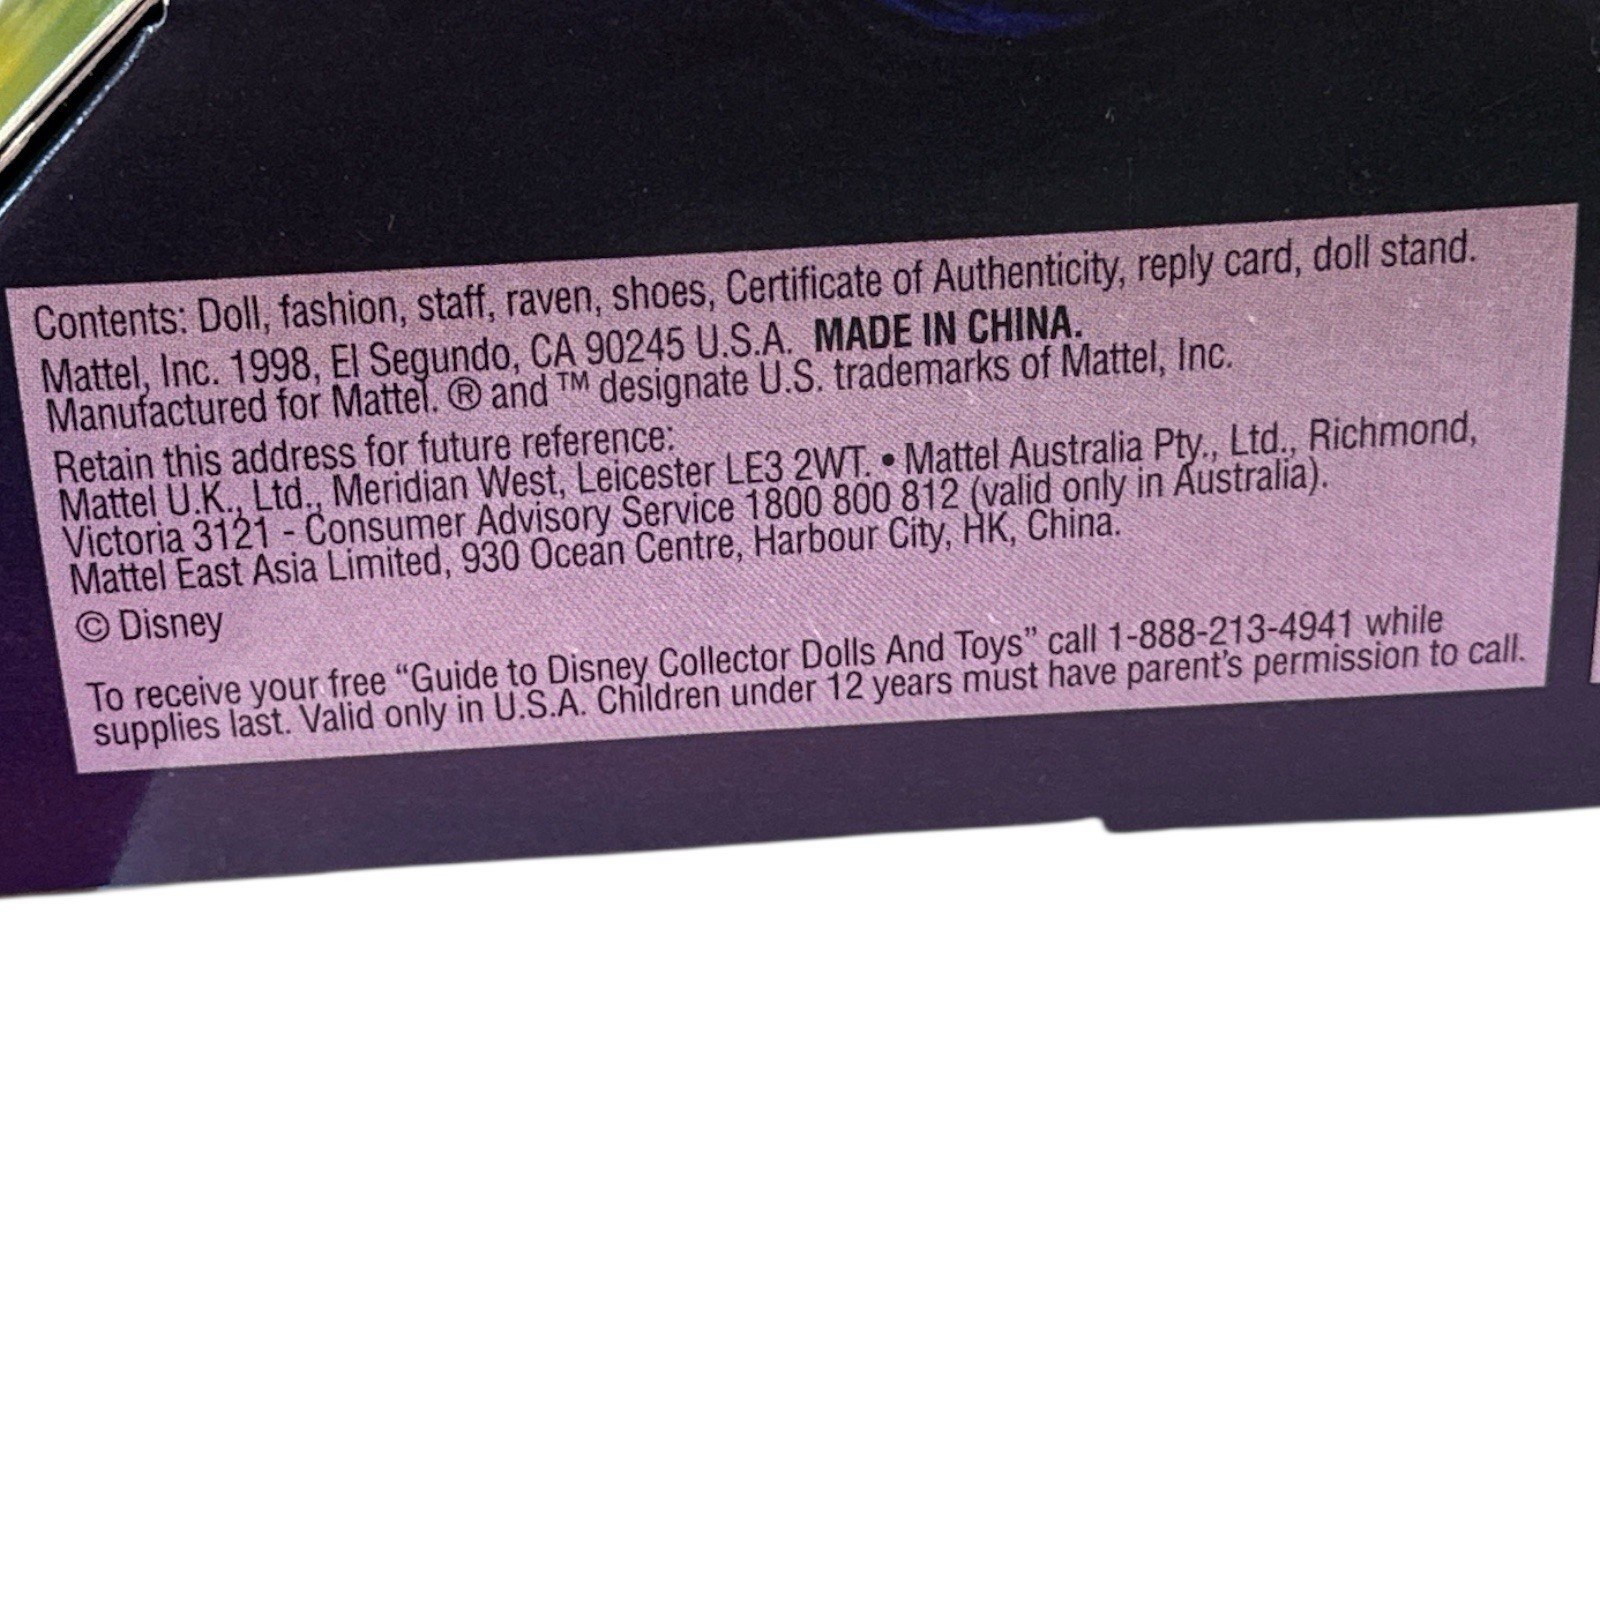 Contents: Doll, fashion, staff, raven, shoes, Certificate of Authenticity, reply card, doll stand.
Mattel, Inc. 1998, El Segundo, CA 90245 U.S.A. MADE IN CHINA.
Manufactured for Mattel. ® and ™ designate U.S. trademarks of Mattel, Inc.
Retain this address for future reference:
Mattel U.K., Ltd., Meridian West, Leicester LE3 2WT. • Mattel Australia Pty., Ltd., Richmond,
Victoria 3121 - Consumer Advisory Service 1800 800 812 (valid only in Australia).
Mattel East Asia Limited, 930 Ocean Centre, Harbour City, HK, China.
© Disney
To receive your free “Guide to Disney Collector Dolls And Toys” call 1-888-213-4941 while
supplies last. Valid only in U.S.A. Children under 12 years must have parent’s permission to call.